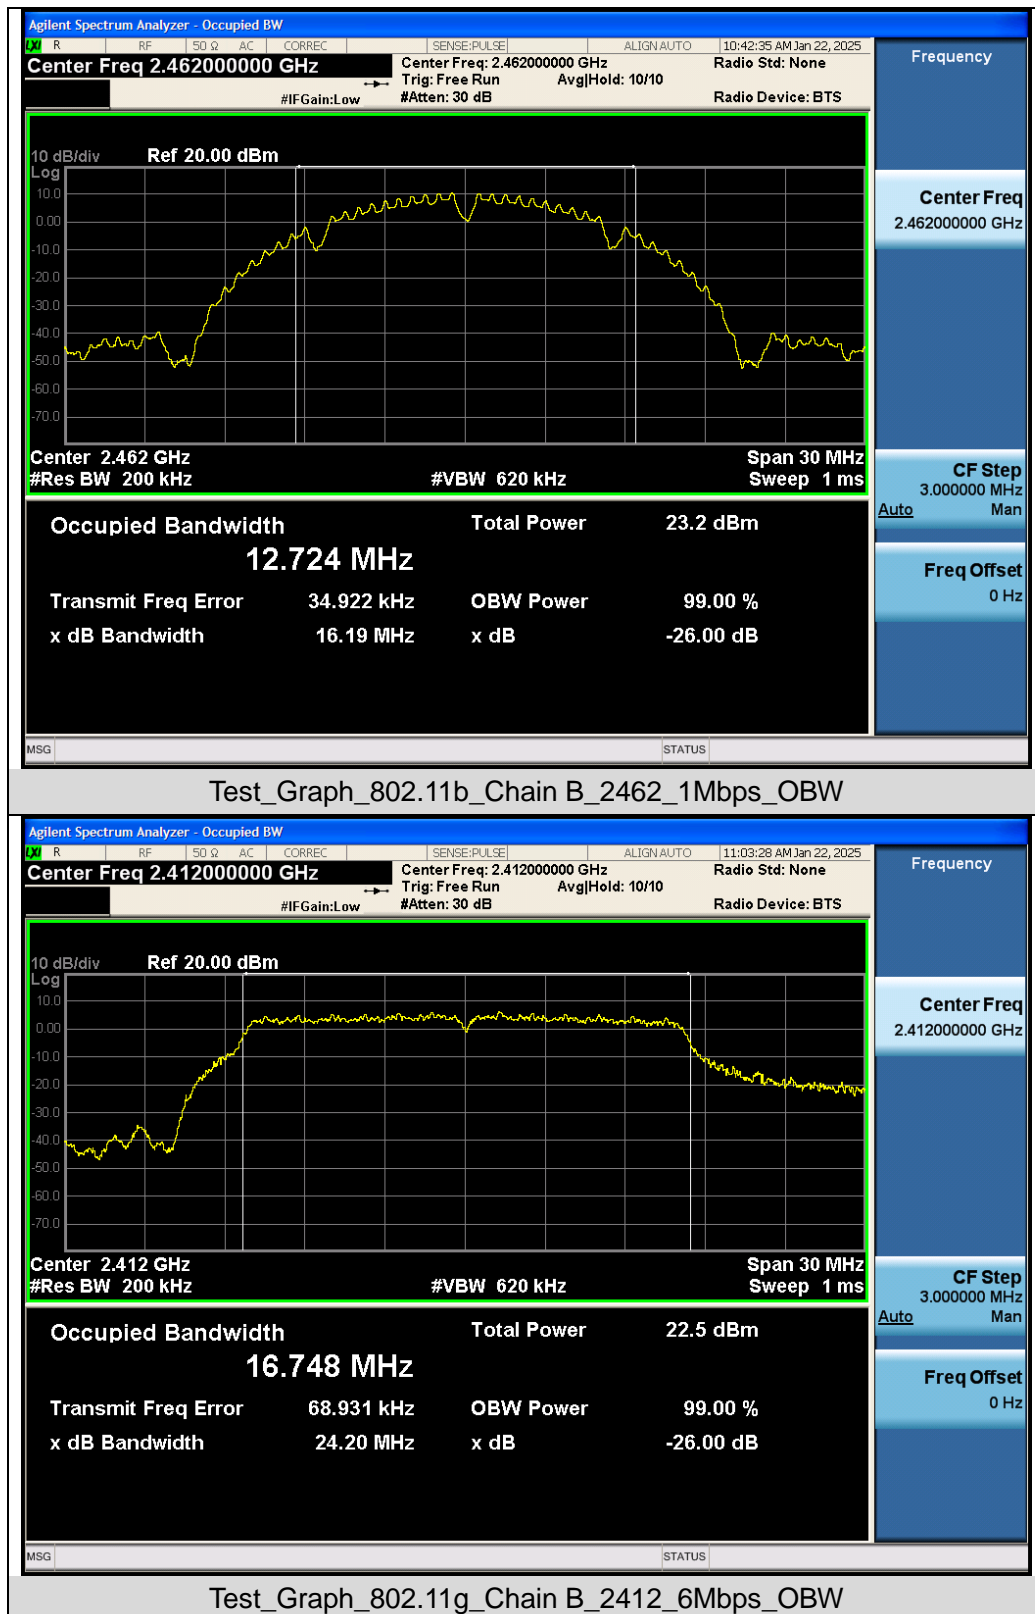 Agilent Spectrum Analyzer - Occupied BW
LXI R RF 50 Ω AC CORREC SENSE:PULSE ALIGN AUTO 10:42:35 AM Jan 22, 2025
Center Freq 2.462000000 GHz
Center Freq: 2.462000000 GHz Radio Std: None
Trig: Free Run Avg|Hold: 10/10
#IFGain:Low #Atten: 30 dB Radio Device: BTS
Frequency
10 dB/div Ref 20.00 dBm
Log
10.0
0.00
-10.0
-20.0
-30.0
-40.0
-50.0
-60.0
-70.0
Center 2.462 GHz Span 30 MHz
#Res BW 200 kHz #VBW 620 kHz Sweep 1 ms
Center Freq
2.462000000 GHz
CF Step
3.000000 MHz
Auto Man
Freq Offset
0 Hz
Occupied Bandwidth Total Power 23.2 dBm
12.724 MHz
Transmit Freq Error 34.922 kHz OBW Power 99.00 %
x dB Bandwidth 16.19 MHz x dB -26.00 dB
MSG STATUS
Test_Graph_802.11b_Chain B_2462_1Mbps_OBW
Agilent Spectrum Analyzer - Occupied BW
LXI R RF 50 Ω AC CORREC SENSE:PULSE ALIGN AUTO 11:03:28 AM Jan 22, 2025
Center Freq 2.412000000 GHz
Center Freq: 2.412000000 GHz Radio Std: None
Trig: Free Run Avg|Hold: 10/10
#IFGain:Low #Atten: 30 dB Radio Device: BTS
Frequency
10 dB/div Ref 20.00 dBm
Log
10.0
0.00
-10.0
-20.0
-30.0
-40.0
-50.0
-60.0
-70.0
Center 2.412 GHz Span 30 MHz
#Res BW 200 kHz #VBW 620 kHz Sweep 1 ms
Center Freq
2.412000000 GHz
CF Step
3.000000 MHz
Auto Man
Freq Offset
0 Hz
Occupied Bandwidth Total Power 22.5 dBm
16.748 MHz
Transmit Freq Error 68.931 kHz OBW Power 99.00 %
x dB Bandwidth 24.20 MHz x dB -26.00 dB
MSG STATUS
Test_Graph_802.11g_Chain B_2412_6Mbps_OBW